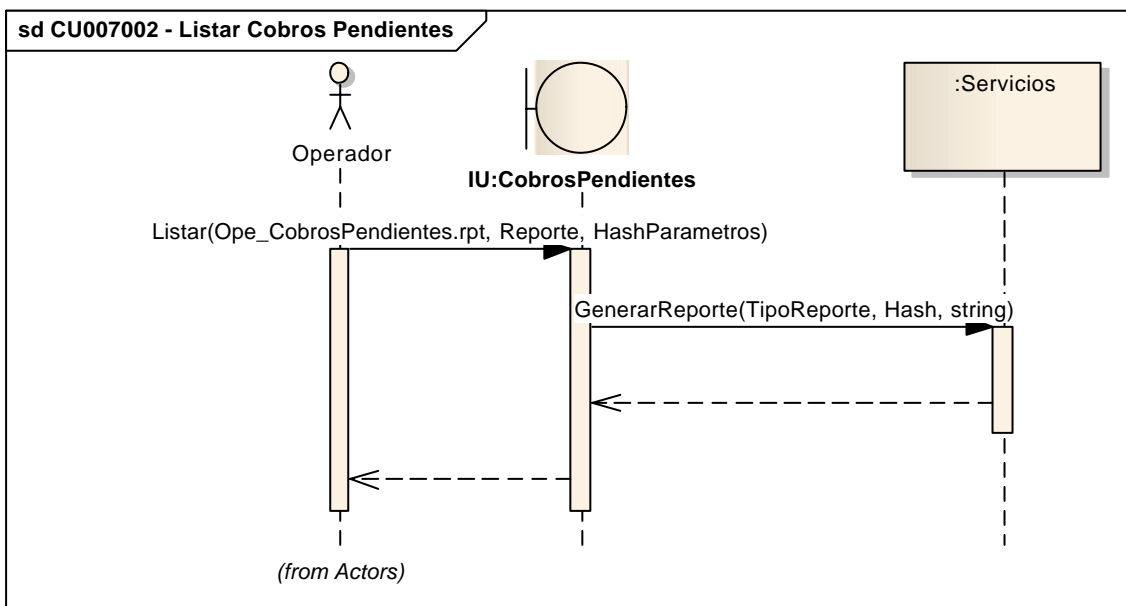 sd CU007002 - Listar Cobros Pendientes
:Servicios
Operador
IU:CobrosPendientes
Listar(Ope_CobrosPendientes.rpt, Reporte, HashParametros)
GenerarReporte(TipoReporte, Hash, string)
(from Actors)